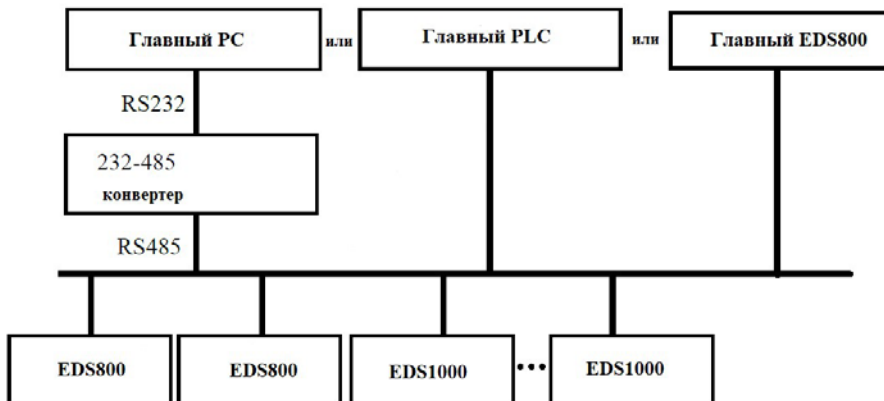 Главный PC
или
Главный PLC
или
Главный EDS800
RS232
232-485
конвертер
RS485
EDS800
EDS800
EDS1000
•••
EDS1000